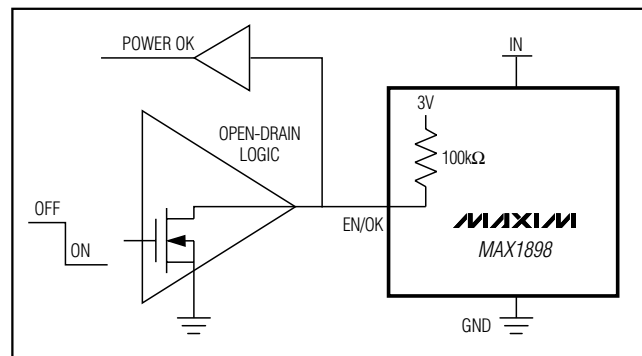 POWER OK
IN
3V
OPEN-DRAIN
LOGIC
100kΩ
OFF
ON
EN/OK
MAXIM
MAX1898
GND